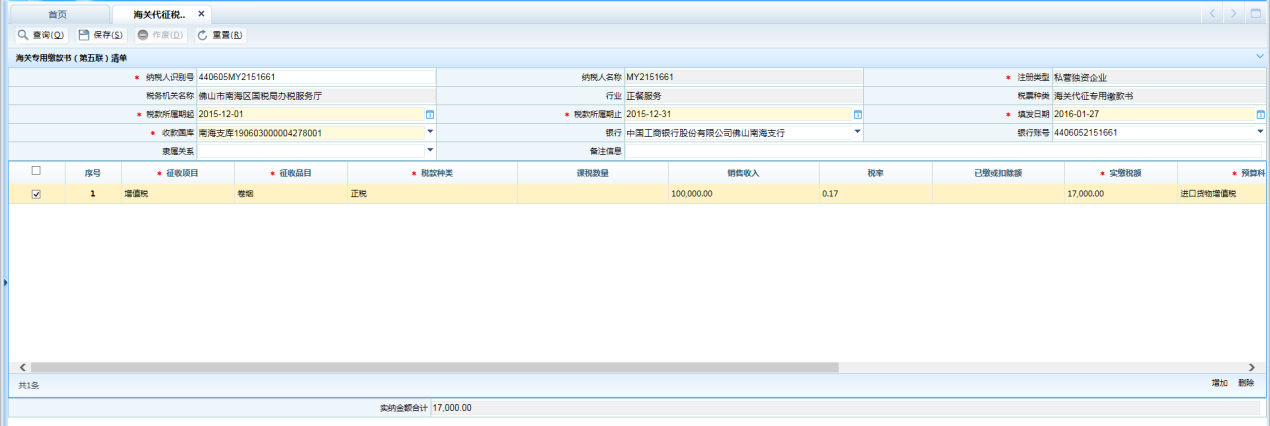 首页 海关代征税.. ×
查询(Q) 保存(S) 作废(D) 重置(R)
海关专用缴款书（第五联）清单
* 纳税人识别号 440605MY2151661 纳税人名称 MY2151661 * 注册类型 私营独资企业
税务机关名称 佛山市南海区国税局办税服务厅 行业 正餐服务 税票种类 海关代征专用缴款书
* 税款所属期起 2015-12-01 * 税款所属期止 2015-12-31 * 填发日期 2016-01-27
* 收款国库 南海支库190603000004278001 银行 中国工商银行股份有限公司佛山南海支行 银行账号 4406052151661
隶属关系 备注信息
序号 * 征收项目 * 征收品目 * 税款种类 课税数量 销售收入 税率 已缴或扣除额 * 实缴税额 * 预算科
1 增值税 卷烟 正税 100,000.00 0.17 17,000.00 进口货物增值税
共1条 增加 删除
实纳金额合计 17,000.00